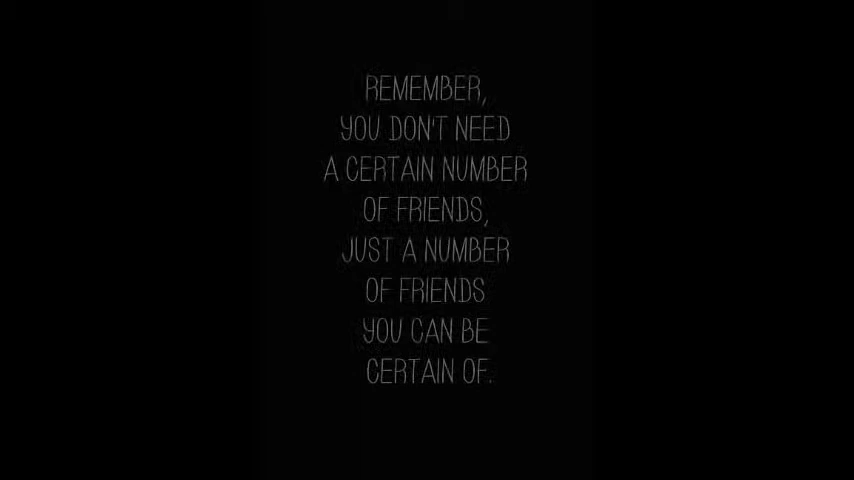 REMEMBER,
YOU DON'T NEED
A CERTAIN NUMBER
OF FRIENDS,
JUST A NUMBER
OF FRIENDS
YOU CAN BE
CERTAIN OF.